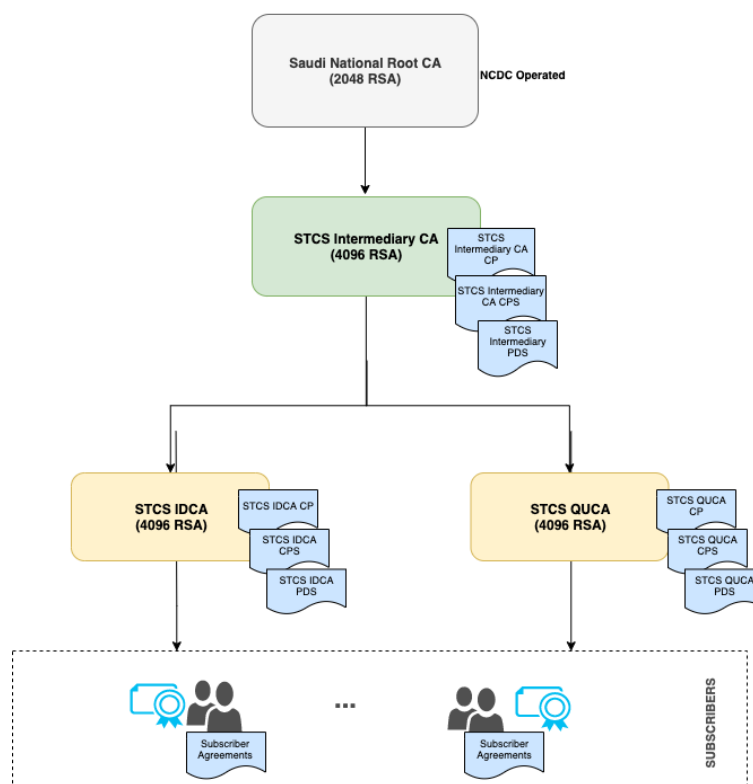 Saudi National Root CA
(2048 RSA)
NCDC Operated
STCS Intermediary CA
(4096 RSA)
STCS
Intermediary CA
CP
STCS Intermediary
CA CPS
STCS
Intermediary
PDS
STCS IDCA
(4096 RSA)
STCS IDCA CP
STCS IDCA
CPS
STCS IDCA
PDS
STCS QUCA
(4096 RSA)
STCS QUCA
CP
STCS QUCA
CPS
STCS QUCA
PDS
...
Subscriber
Agreements
Subscriber
Agreements
SUBSCRIBERS